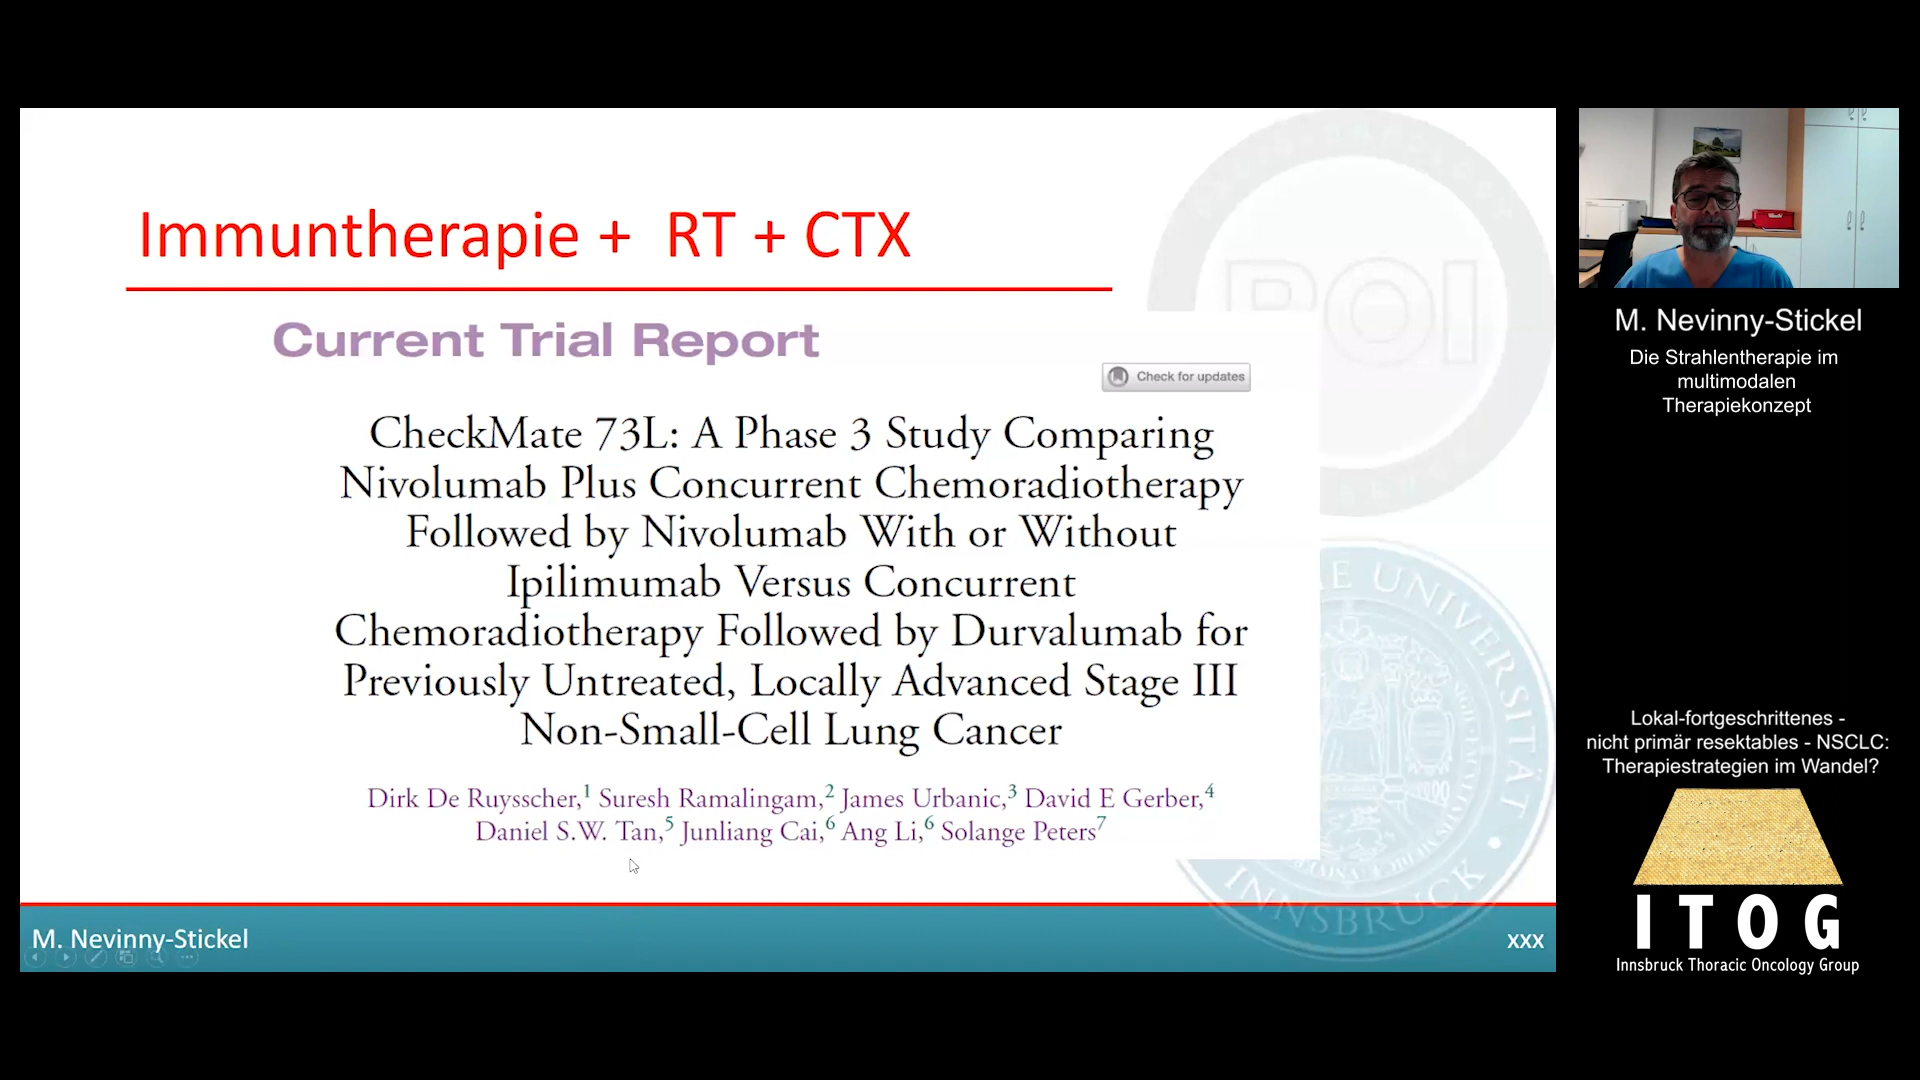 Immuntherapie + RT + CTX
Current Trial Report
Check for updates
CheckMate 73L: A Phase 3 Study Comparing
Nivolumab Plus Concurrent Chemoradiotherapy
Followed by Nivolumab With or Without
Ipilimumab Versus Concurrent
Chemoradiotherapy Followed by Durvalumab for
Previously Untreated, Locally Advanced Stage III
Non-Small-Cell Lung Cancer
Dirk De Ruysscher,1 Suresh Ramalingam,2 James Urbanic,3 David E Gerber,4
Daniel S.W. Tan,5 Junliang Cai,6 Ang Li,6 Solange Peters7
ROI
UNIVERSITÄT
INNSBRUCK
M. Nevinny-Stickel
xxx
M. Nevinny-Stickel
Die Strahlentherapie im
multimodalen
Therapiekonzept
Lokal-fortgeschrittenes -
nicht primär resektables - NSCLC:
Therapiestrategien im Wandel?
ITOG
Innsbruck Thoracic Oncology Group